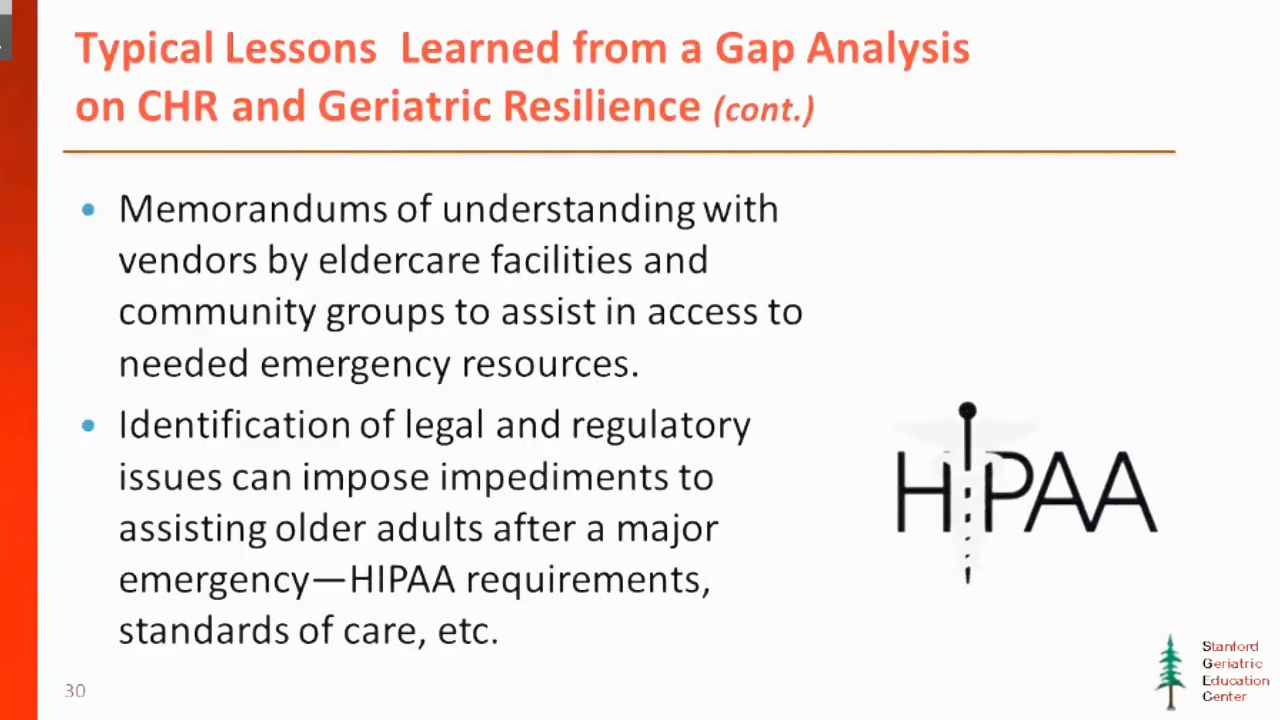 Typical Lessons Learned from a Gap Analysis
on CHR and Geriatric Resilience (cont.)
• Memorandums of understanding with
vendors by eldercare facilities and
community groups to assist in access to
needed emergency resources.
• Identification of legal and regulatory
issues can impose impediments to
assisting older adults after a major
emergency—HIPAA requirements,
standards of care, etc.
HIPAA
30
Stanford
Geriatric
Education
Center